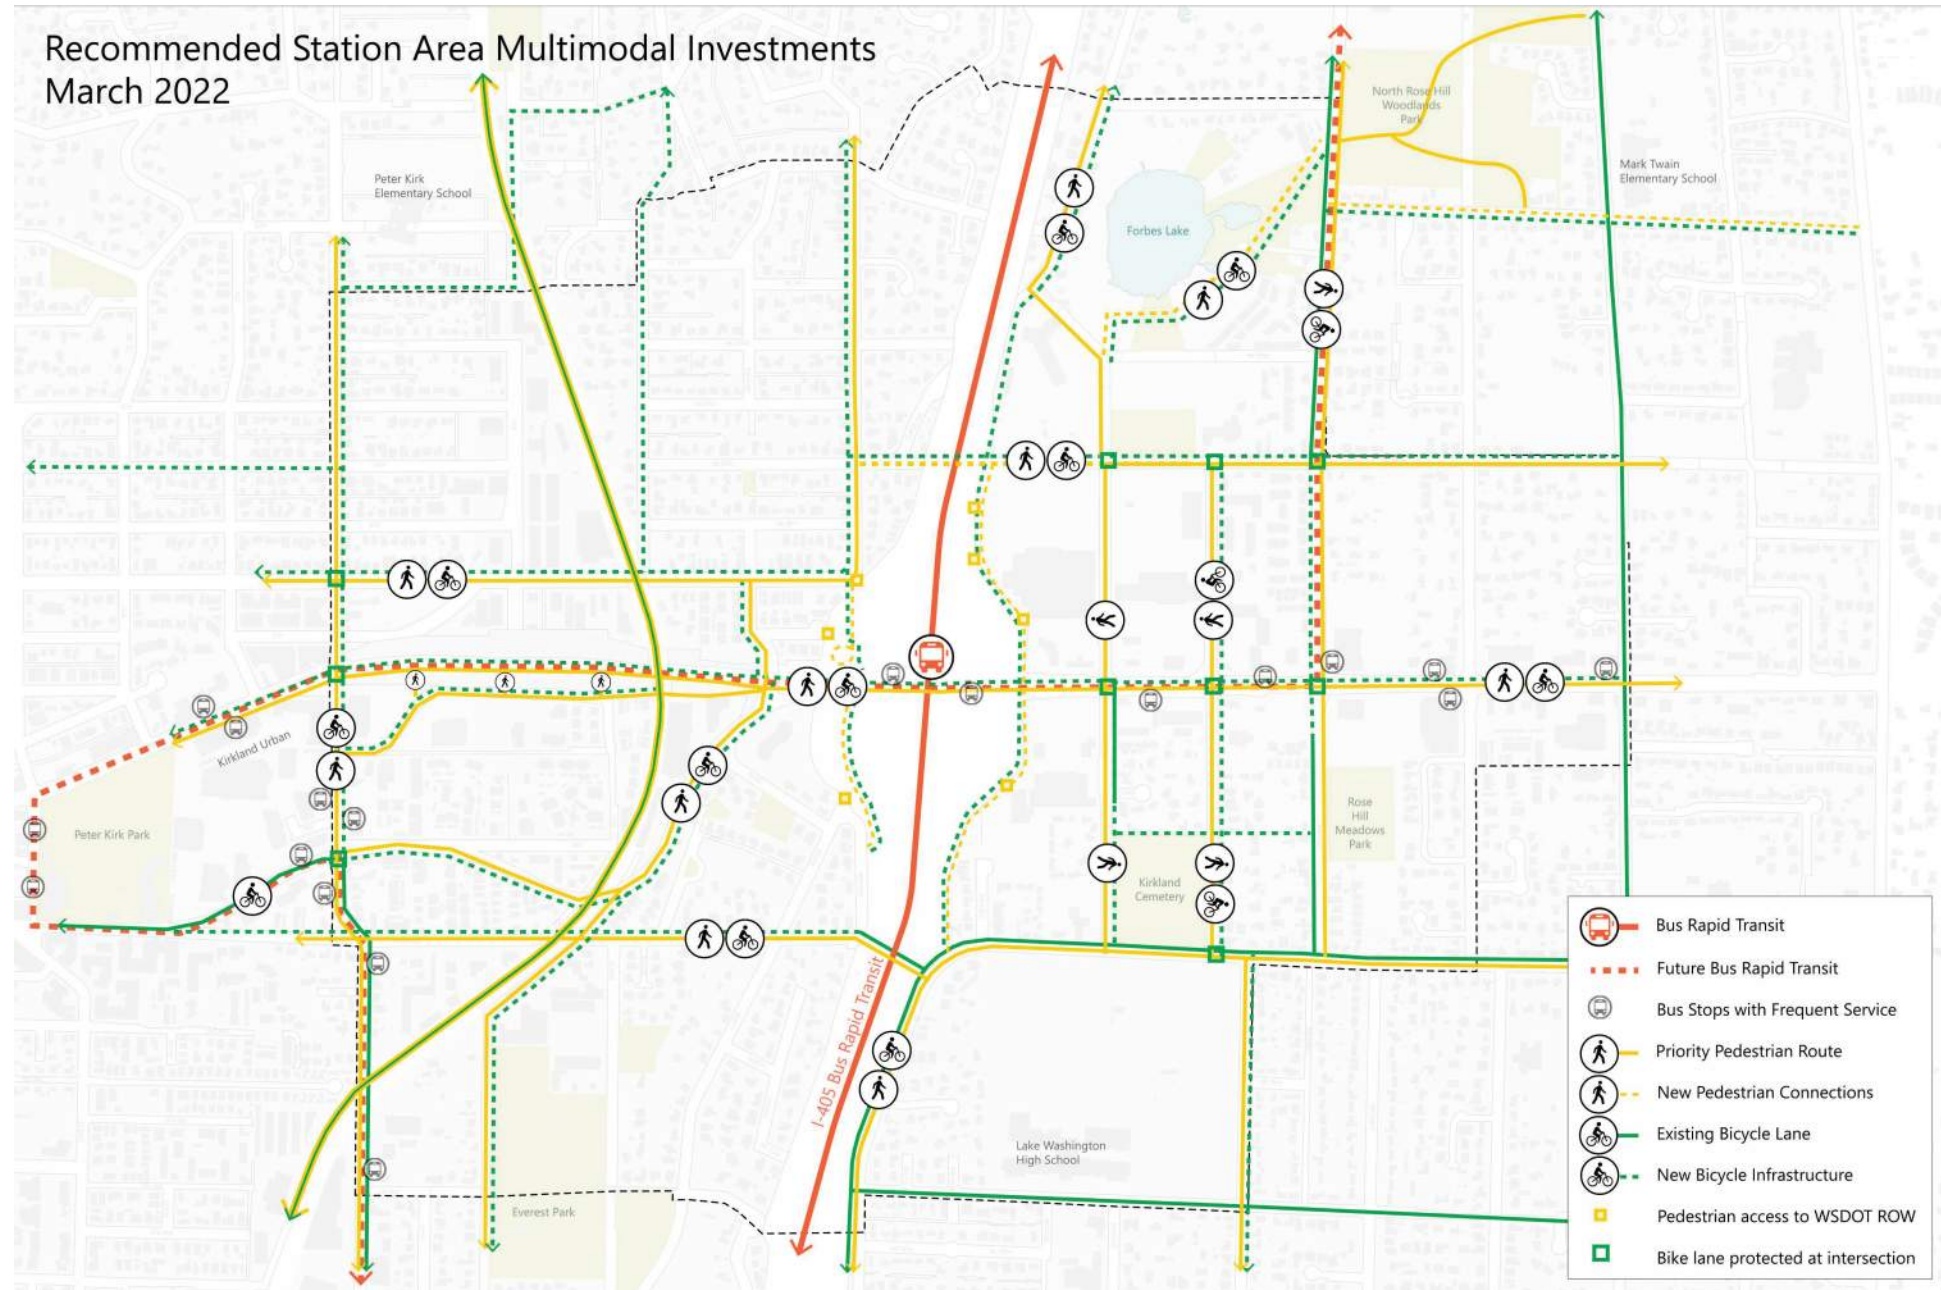 Recommended Station Area Multimodal Investments
March 2022
Peter Kirk
Elementary School
North Rose Hill
Woodlands
Park
Mark Twain
Elementary School
Forbes Lake
Kirkland Urban
Peter Kirk Park
Rose
Hill
Meadows
Park
Kirkland
Cemetery
I-405 Bus Rapid Transit
Lake Washington
High School
Everest Park
Bus Rapid Transit
Future Bus Rapid Transit
Bus Stops with Frequent Service
Priority Pedestrian Route
New Pedestrian Connections
Existing Bicycle Lane
New Bicycle Infrastructure
Pedestrian access to WSDOT ROW
Bike lane protected at intersection